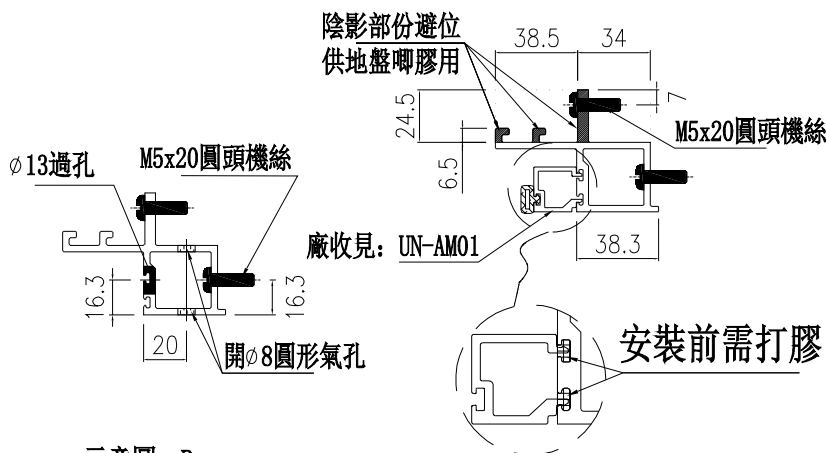 陰影部份避位
供地盤唧膠用
38.5
34
7
24.5
6.5
M5x20圓頭機絲
38.3
廠收見：UN-AM01
ϕ13過孔
M5x20圓頭機絲
16.3
16.3
20
開ϕ8圓形氣孔
安裝前需打膠